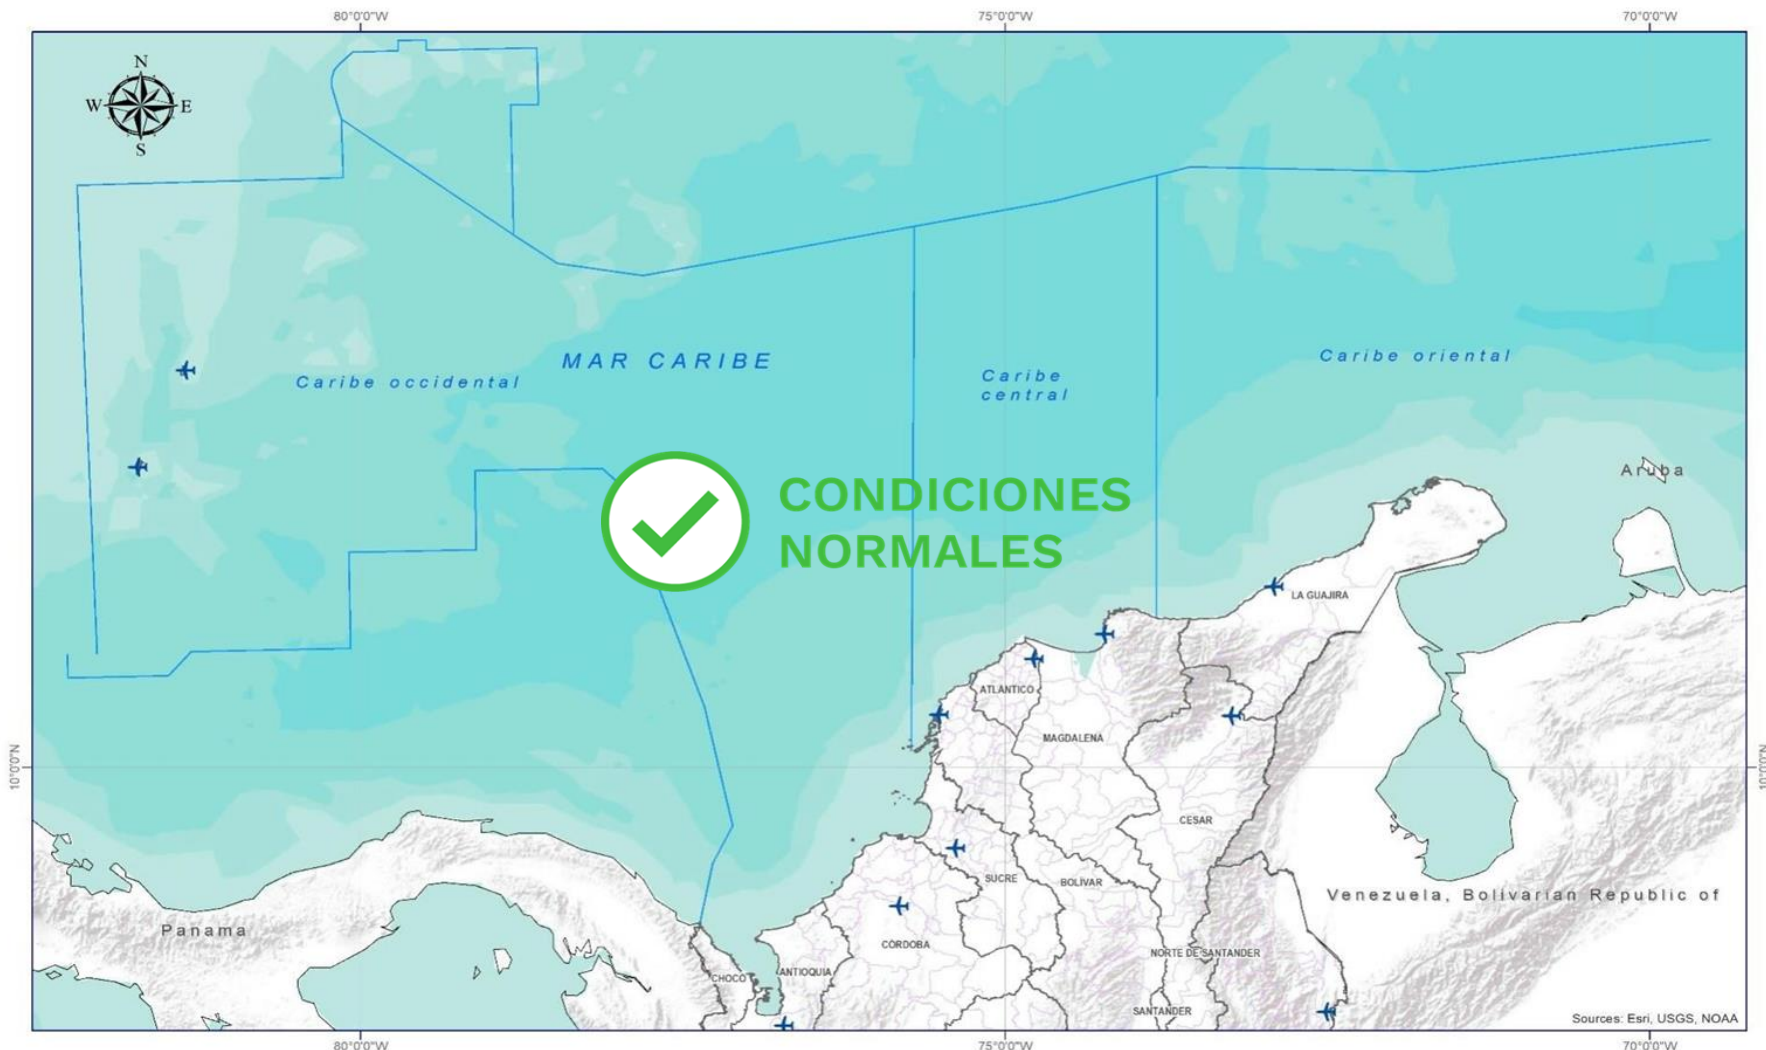 80°0'0"W
75°0'0"W
70°0'0"W
N
W
E
S
MAR CARIBE
Caribe occidental
Caribe
central
Caribe oriental
Aruba
CONDICIONES
NORMALES
LA GUAJIRA
ATLANTICO
MAGDALENA
10°0'0"N
10°0'0"N
CESAR
SUCRE
BOLÍVAR
Venezuela, Bolivarian Republic of
Panama
CÓRDOBA
NORTE DE SANTANDER
CHOCO
ANTIOQUIA
SANTANDER
Sources: Esri, USGS, NOAA
80°0'0"W
75°0'0"W
70°0'0"W